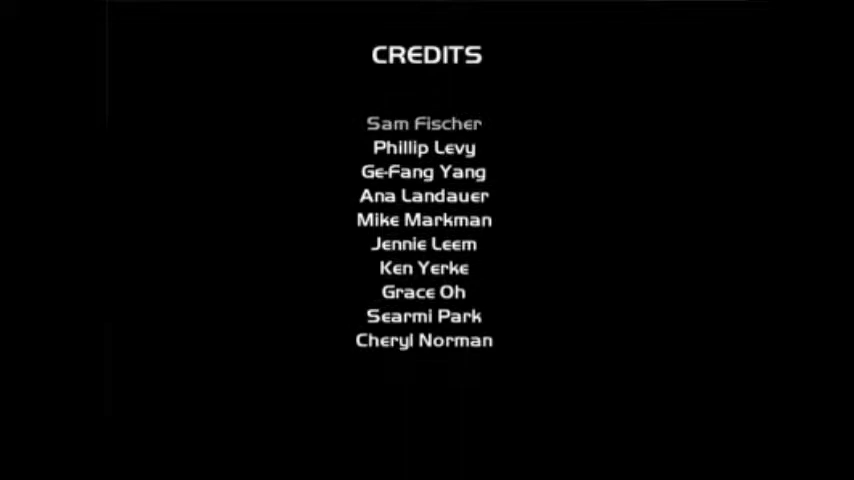 CREDITS
Sam Fischer
Phillip Levy
Ge-Fang Yang
Ana Landauer
Mike Markman
Jennie Leem
Ken Yerke
Grace Oh
Searmi Park
Cheryl Norman